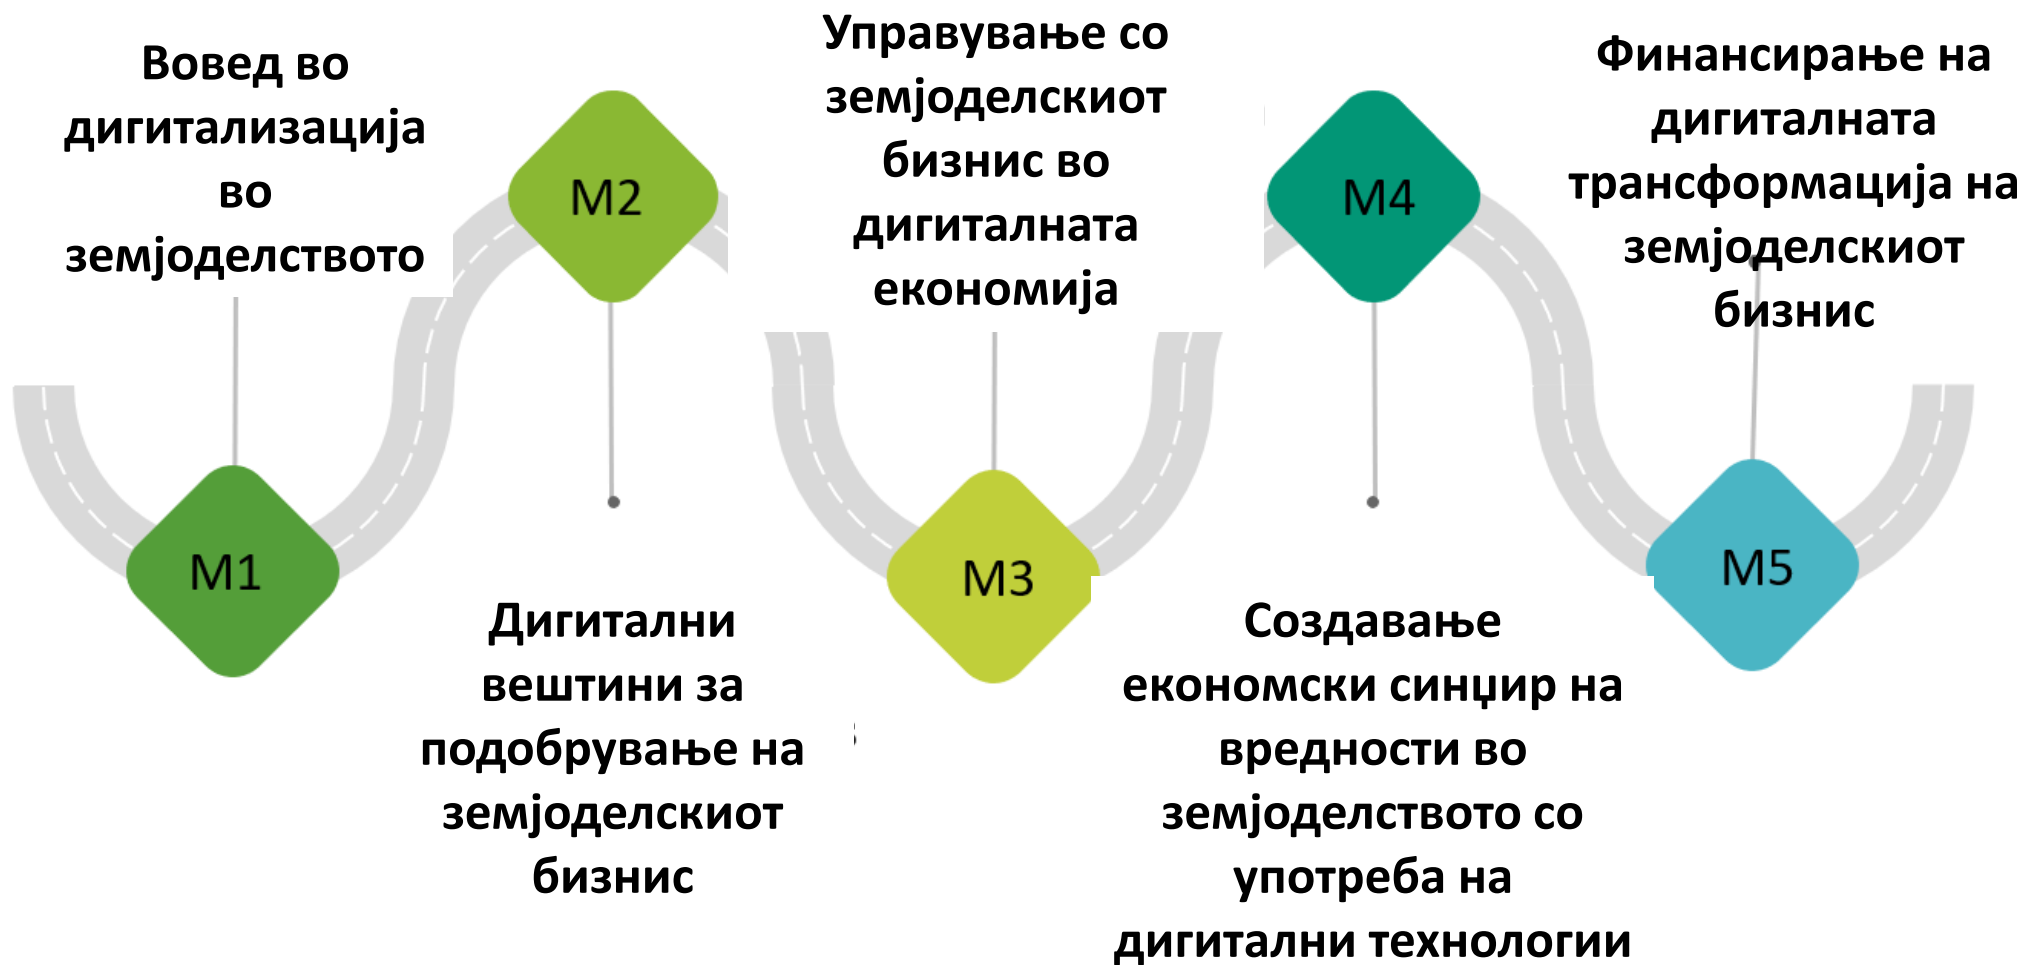 Вовед во
дигитализација
во
земјоделството
M1
M2
Дигитални
вештини за
подобрување на
земјоделскиот
бизнис
Управување со
земјоделскиот
бизнис во
дигиталната
економија
M3
M4
Создавање
економски синџир на
вредности во
земјоделството со
употреба на
дигитални технологии
Финансирање на
дигиталната
трансформација на
земјоделскиот
бизнис
M5